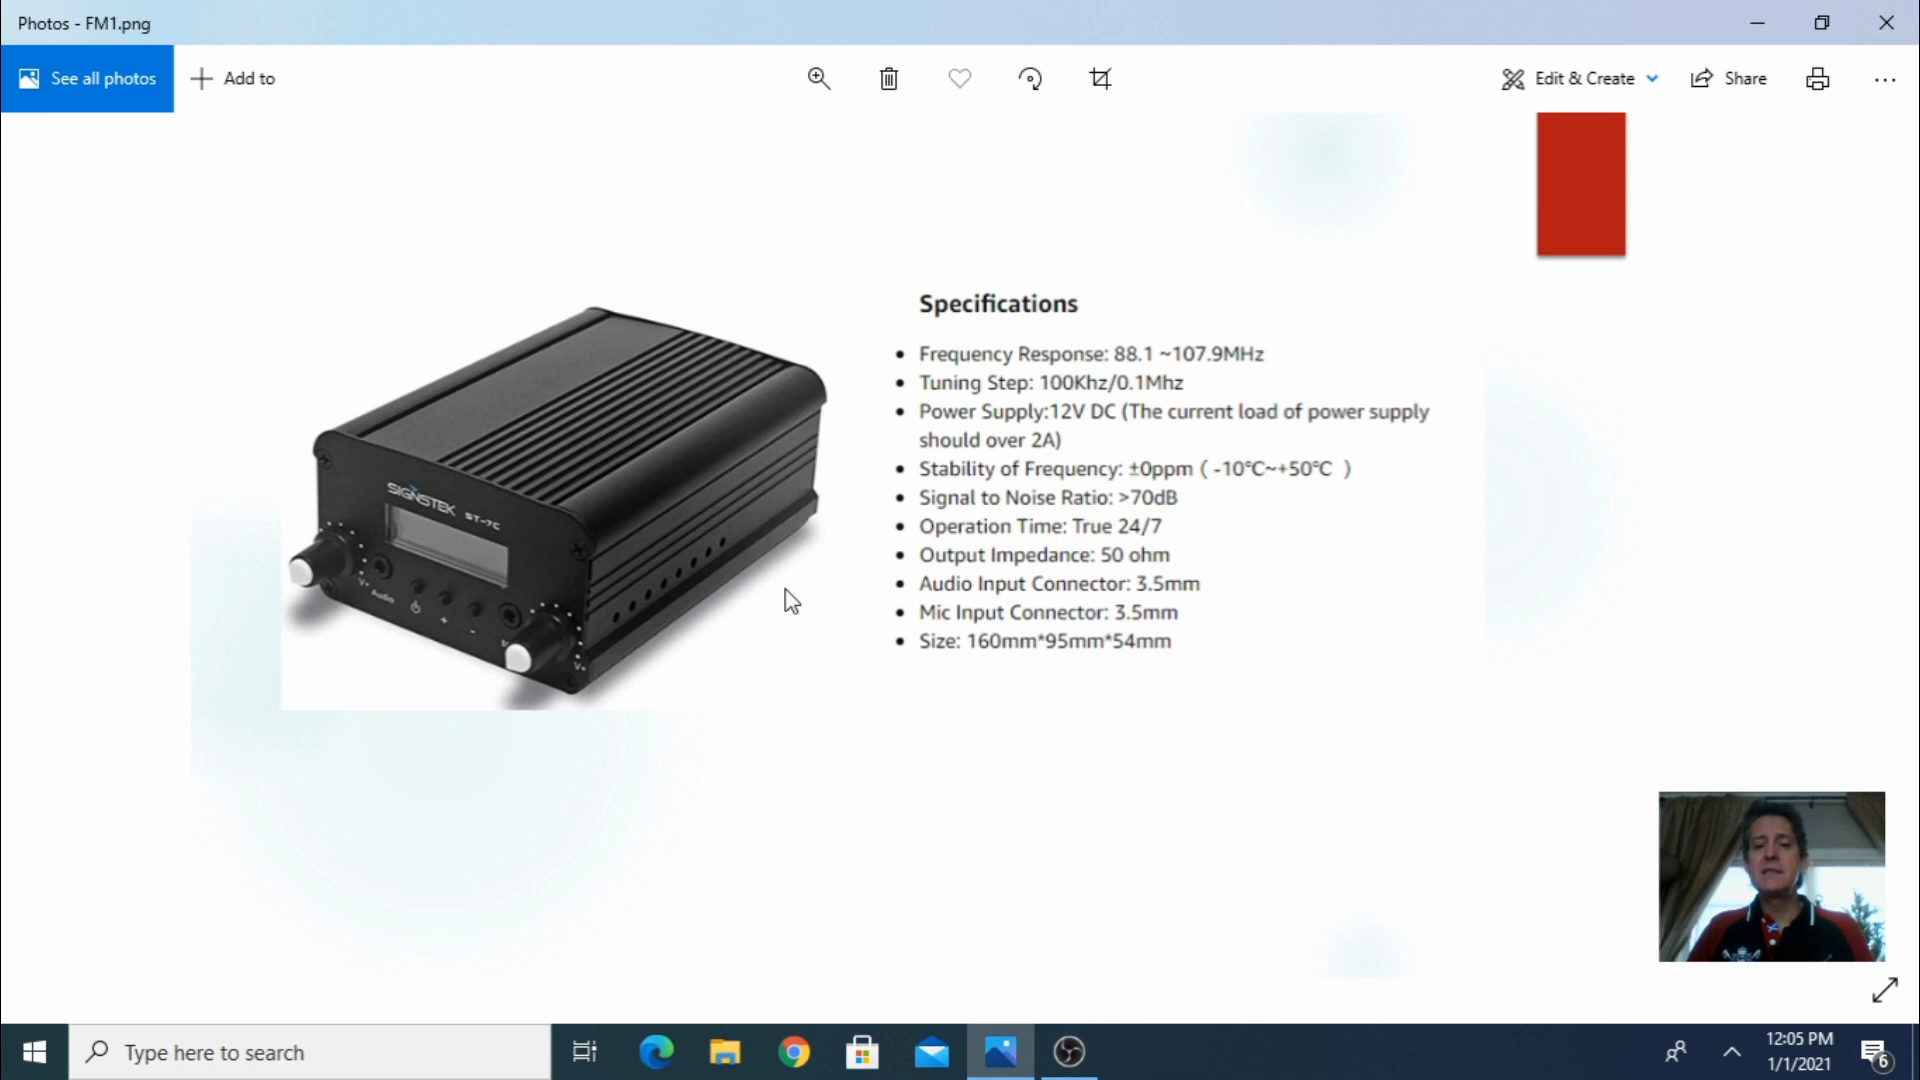 Photos - FM1.png
See all photos
Add to
Edit & Create
Share
Specifications
Frequency Response: 88.1 ~107.9MHz
Tuning Step: 100Khz/0.1Mhz
Power Supply:12V DC (The current load of power supply
should over 2A)
Stability of Frequency: ±0ppm ( -10℃~+50℃ )
Signal to Noise Ratio: >70dB
Operation Time: True 24/7
Output Impedance: 50 ohm
Audio Input Connector: 3.5mm
Mic Input Connector: 3.5mm
Size: 160mm*95mm*54mm
SIGNSTEK ST-7C
V+
Audio
+
-
V+
Type here to search
12:05 PM
1/1/2021
6